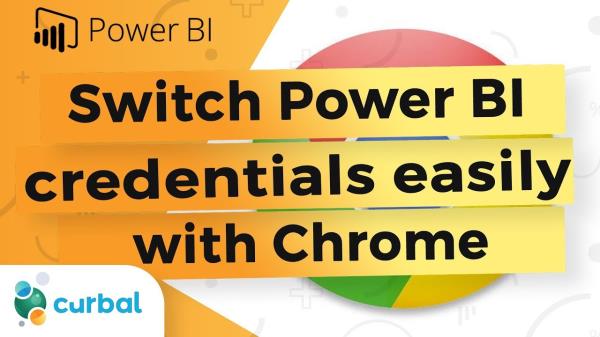 Power BI
Switch Power BI
credentials easily
with Chrome
curbal